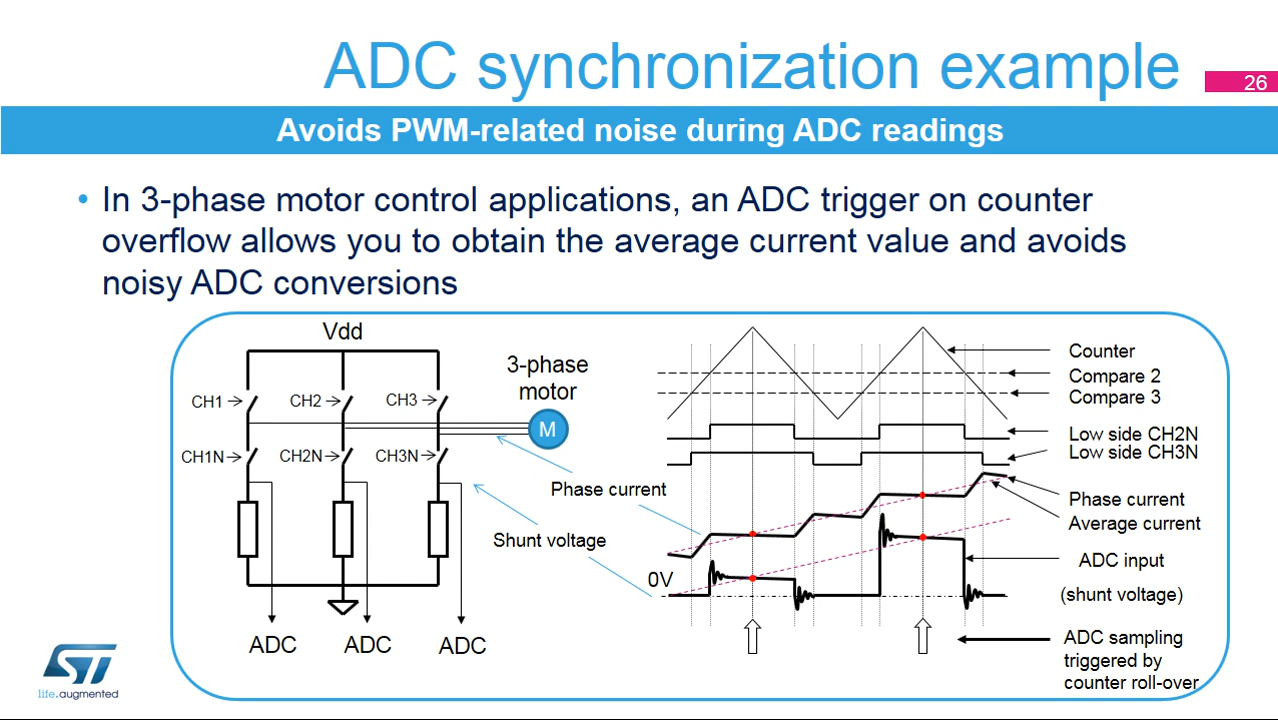 ADC synchronization example
26
Avoids PWM-related noise during ADC readings
• In 3-phase motor control applications, an ADC trigger on counter
overflow allows you to obtain the average current value and avoids
noisy ADC conversions
Vdd
3-phase
motor
CH1
CH2
CH3
M
CH1N
CH2N
CH3N
Phase current
Shunt voltage
ADC
ADC
ADC
Counter
Compare 2
Compare 3
Low side CH2N
Low side CH3N
Phase current
Average current
0V
ADC input
(shunt voltage)
ADC sampling
triggered by
counter roll-over
ST
life.augmented